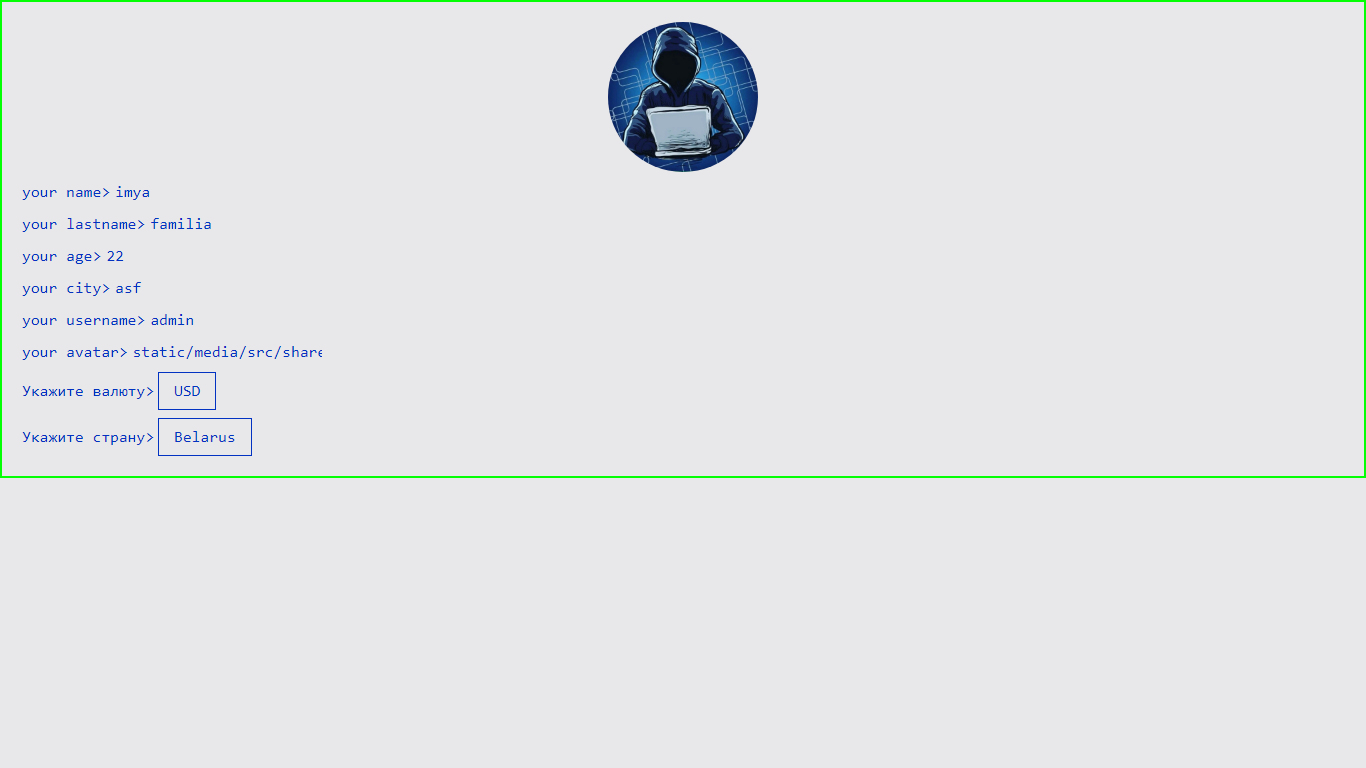 your name> imya
your lastname> familia
your age> 22
your city> asf
your username> admin
your avatar> static/media/src/share
Укажите валюту> USD
Укажите страну> Belarus